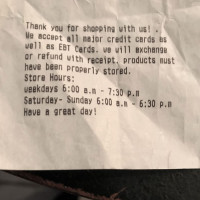 Thank you for shopping with us! .
We accept all major credit cards as
well as EBT Cards. we will exchange
or refund with receipt. products must
have been properly stored.
Store Hours:
weekdays 6:00 a.m - 7:30 p.m
Saturday- Sunday 6:00 a.m - 6:30 p.m
Have a great day!